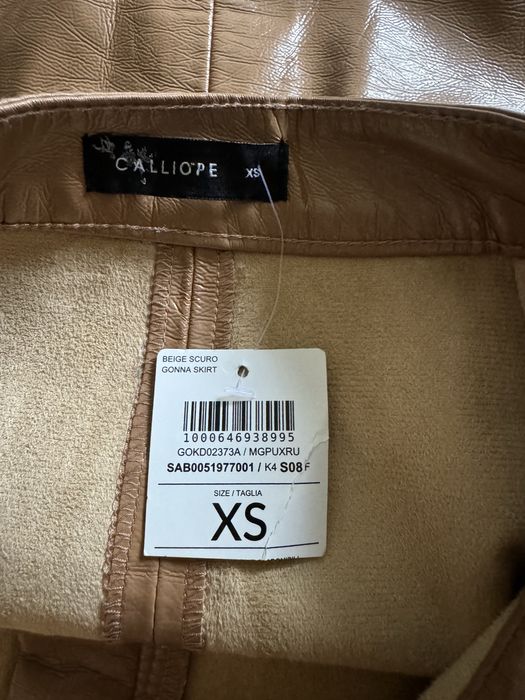 CALLIOPE XS
BEIGE SCURO
GONNA SKIRT
1000646938995
GOKD02373A / MGPUXRU
SAB0051977001 / K4 S08 F
SIZE / TAGLIA
XS